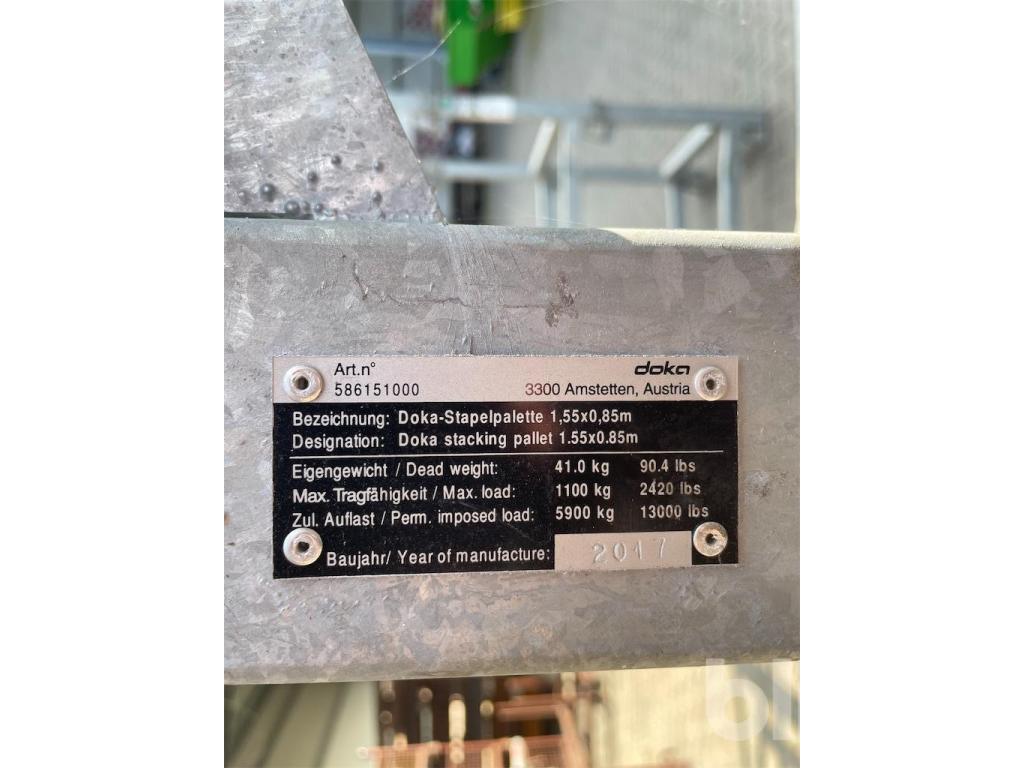 Art.n°
586151000
doka
3300 Amstetten, Austria
Bezeichnung: Doka-Stapelpalette 1,55x0,85m
Designation: Doka stacking pallet 1.55x0.85m
Eigengewicht / Dead weight: 41.0 kg 90.4 lbs
Max. Tragfähigkeit / Max. load: 1100 kg 2420 lbs
Zul. Auflast / Perm. imposed load: 5900 kg 13000 lbs
Baujahr/ Year of manufacture: 2017
bl